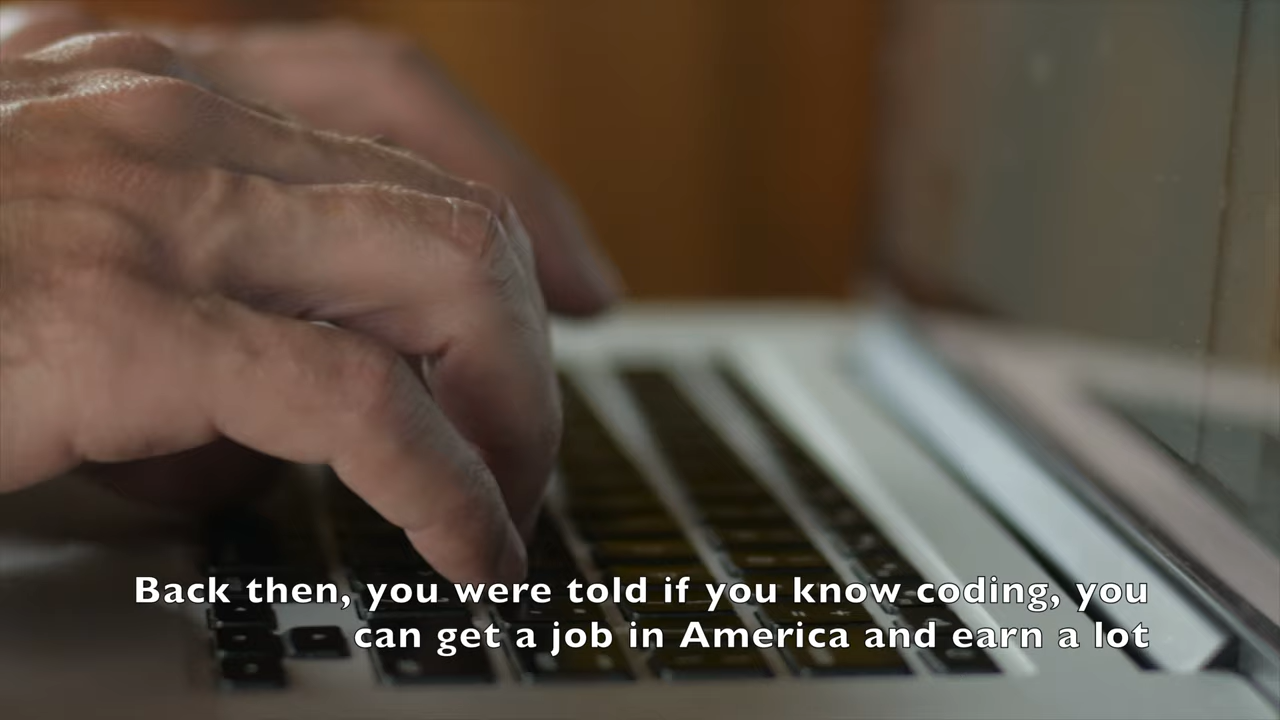 Back then, you were told if you know coding, you
can get a job in America and earn a lot